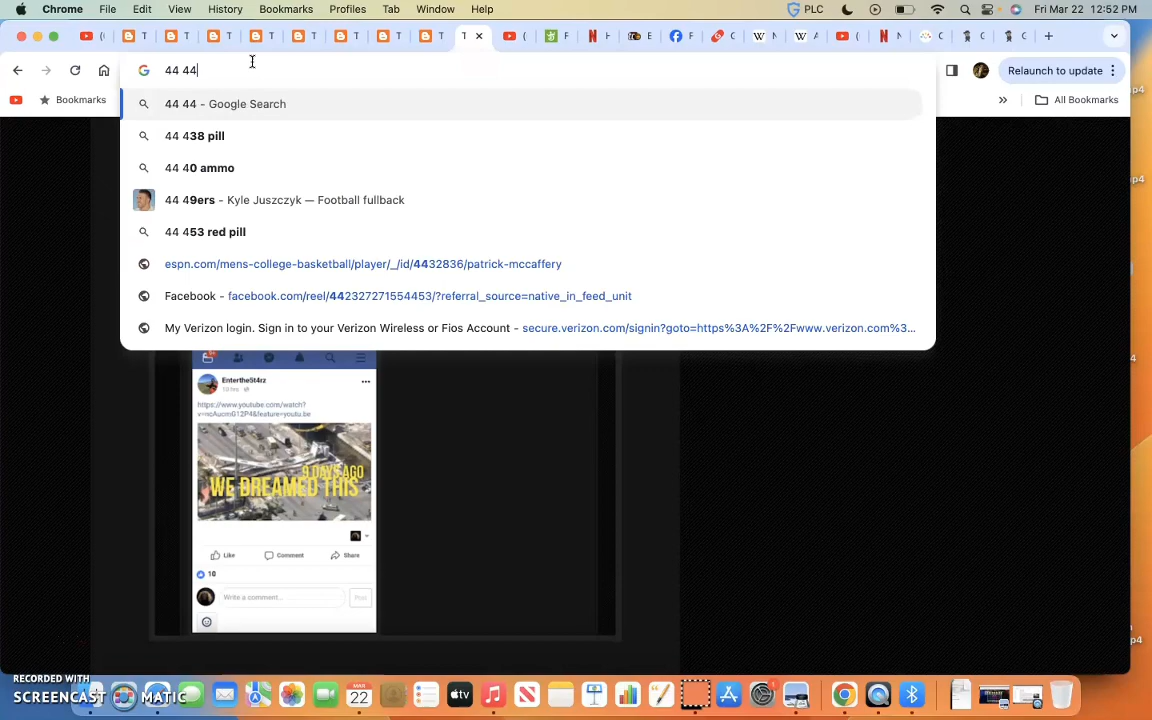 Chrome File Edit View History Bookmarks Profiles Tab Window Help PLC Fri Mar 22 12:52 PM
44 44
Relaunch to update
Bookmarks
All Bookmarks
44 44 - Google Search
44 438 pill
44 40 ammo
44 49ers - Kyle Juszczyk — Football fullback
44 453 red pill
espn.com/mens-college-basketball/player/_/id/4432836/patrick-mccaffery
Facebook - facebook.com/reel/442327271554453/?referral_source=native_in_feed_unit
My Verizon login. Sign in to your Verizon Wireless or Fios Account - secure.verizon.com/signin?goto=https%3A%2F%2Fwww.verizon.com%3...
Enterthe5t4rz
10 hrs
https://www.youtube.com/watch?
9 DAYS AGO
WE DREAMED THIS
Like Comment Share
10
Write a comment... Post
RECORDED WITH
SCREENCAST MATIC
MAR
22
tv